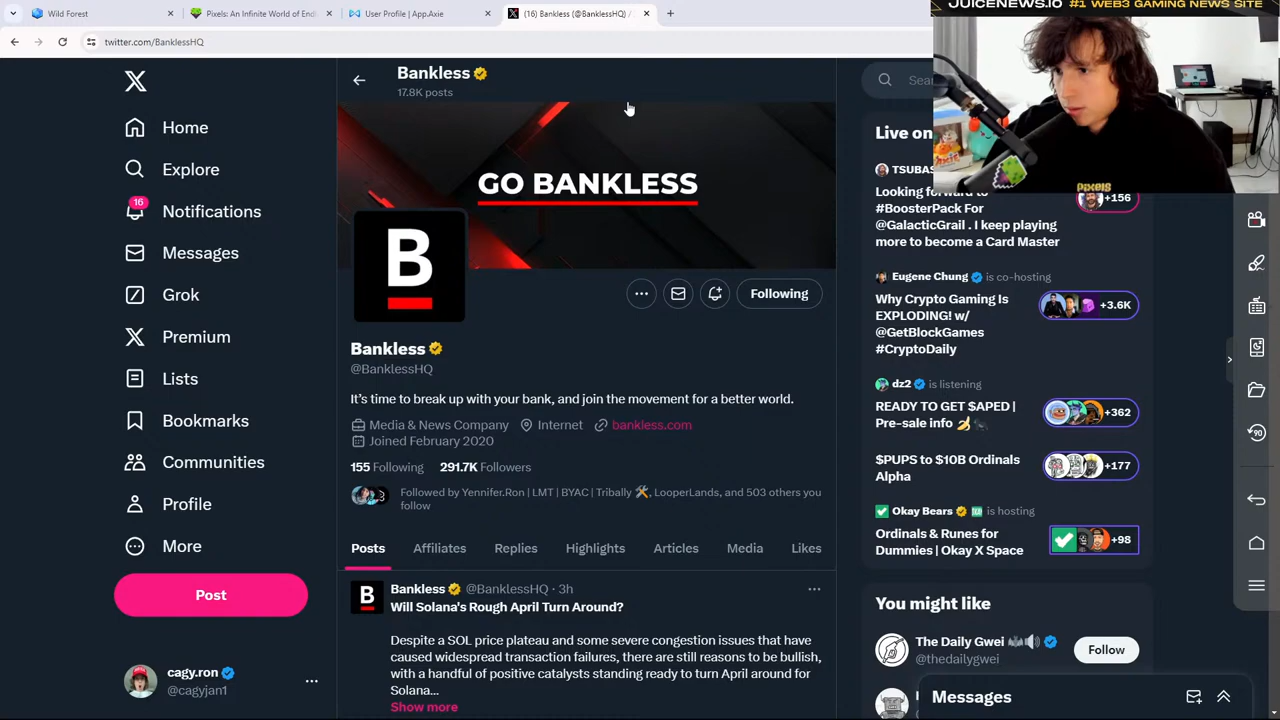 Wild Forest
Pixels: An Infinite World of End
User Profile | App.Axie
(16) Bankless (@BanklessHQ) /
twitter.com/BanklessHQ
JUICENEWS.IO #1 WEB3 GAMING NEWS SITE
PIXELS
Home
Explore
16
Notifications
Messages
Grok
Premium
Lists
Bookmarks
Communities
Profile
More
Post
cagy.ron
@cagyjan1
Bankless
17.8K posts
GO BANKLESS
B
Following
Bankless
@BanklessHQ
It's time to break up with your bank, and join the movement for a better world.
Media & News Company Internet bankless.com
Joined February 2020
155 Following 291.7K Followers
Followed by Yennifer.Ron | LMT | BYAC | Tribally 🛠️, LooperLands, and 503 others you
follow
Posts Affiliates Replies Highlights Articles Media Likes
B
Bankless @BanklessHQ · 3h
Will Solana's Rough April Turn Around?
Despite a SOL price plateau and some severe congestion issues that have
caused widespread transaction failures, there are still reasons to be bullish,
with a handful of positive catalysts standing ready to turn April around for
Solana...
Show more
Live on
TSUBAS
Looking forward to
#BoosterPack For
@GalacticGrail . I keep playing
more to become a Card Master
+156
Eugene Chung is co-hosting
Why Crypto Gaming Is
EXPLODING! w/
@GetBlockGames
#CryptoDaily
+3.6K
dz2 is listening
READY TO GET $APED |
Pre-sale info 🍌
+362
$PUPS to $10B Ordinals
Alpha
+177
Okay Bears is hosting
Ordinals & Runes for
Dummies | Okay X Space
+98
You might like
The Daily Gwei
@thedailygwei
Follow
Messages
90